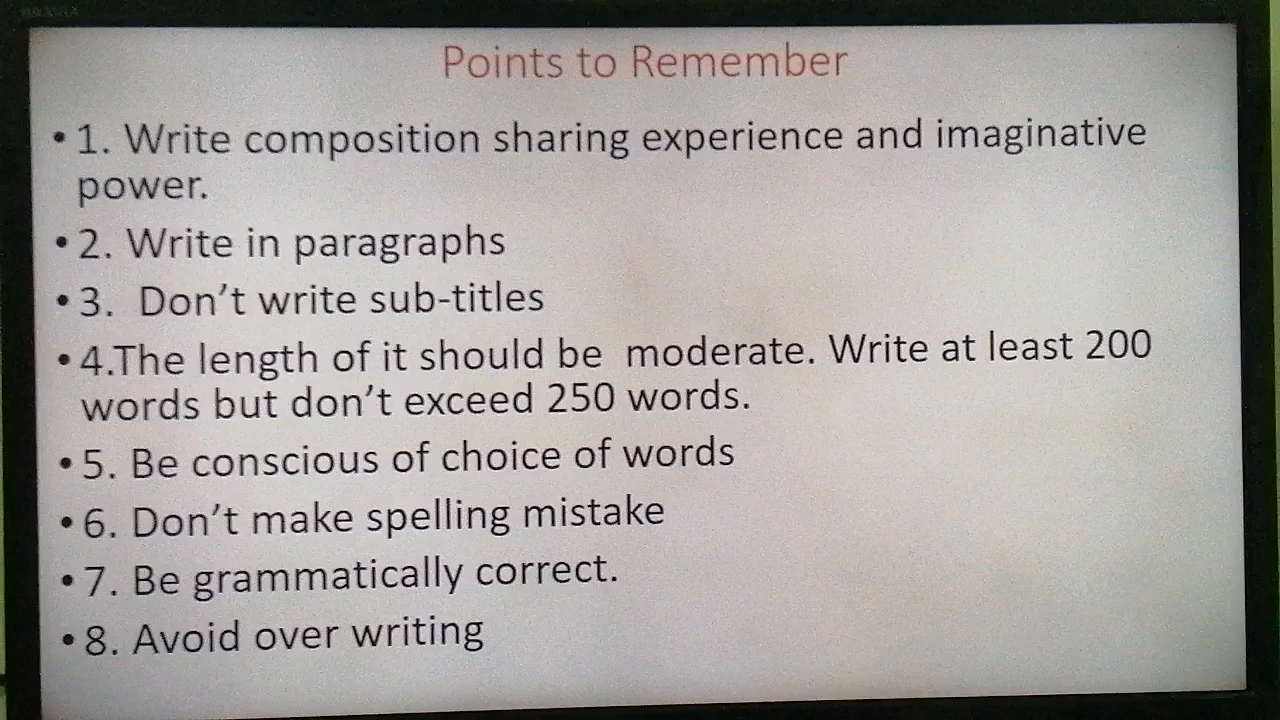 Points to Remember
• 1. Write composition sharing experience and imaginative
power.
• 2. Write in paragraphs
• 3.  Don't write sub-titles
• 4.The length of it should be  moderate. Write at least 200
words but don't exceed 250 words.
• 5. Be conscious of choice of words
• 6. Don't make spelling mistake
• 7. Be grammatically correct.
• 8. Avoid over writing